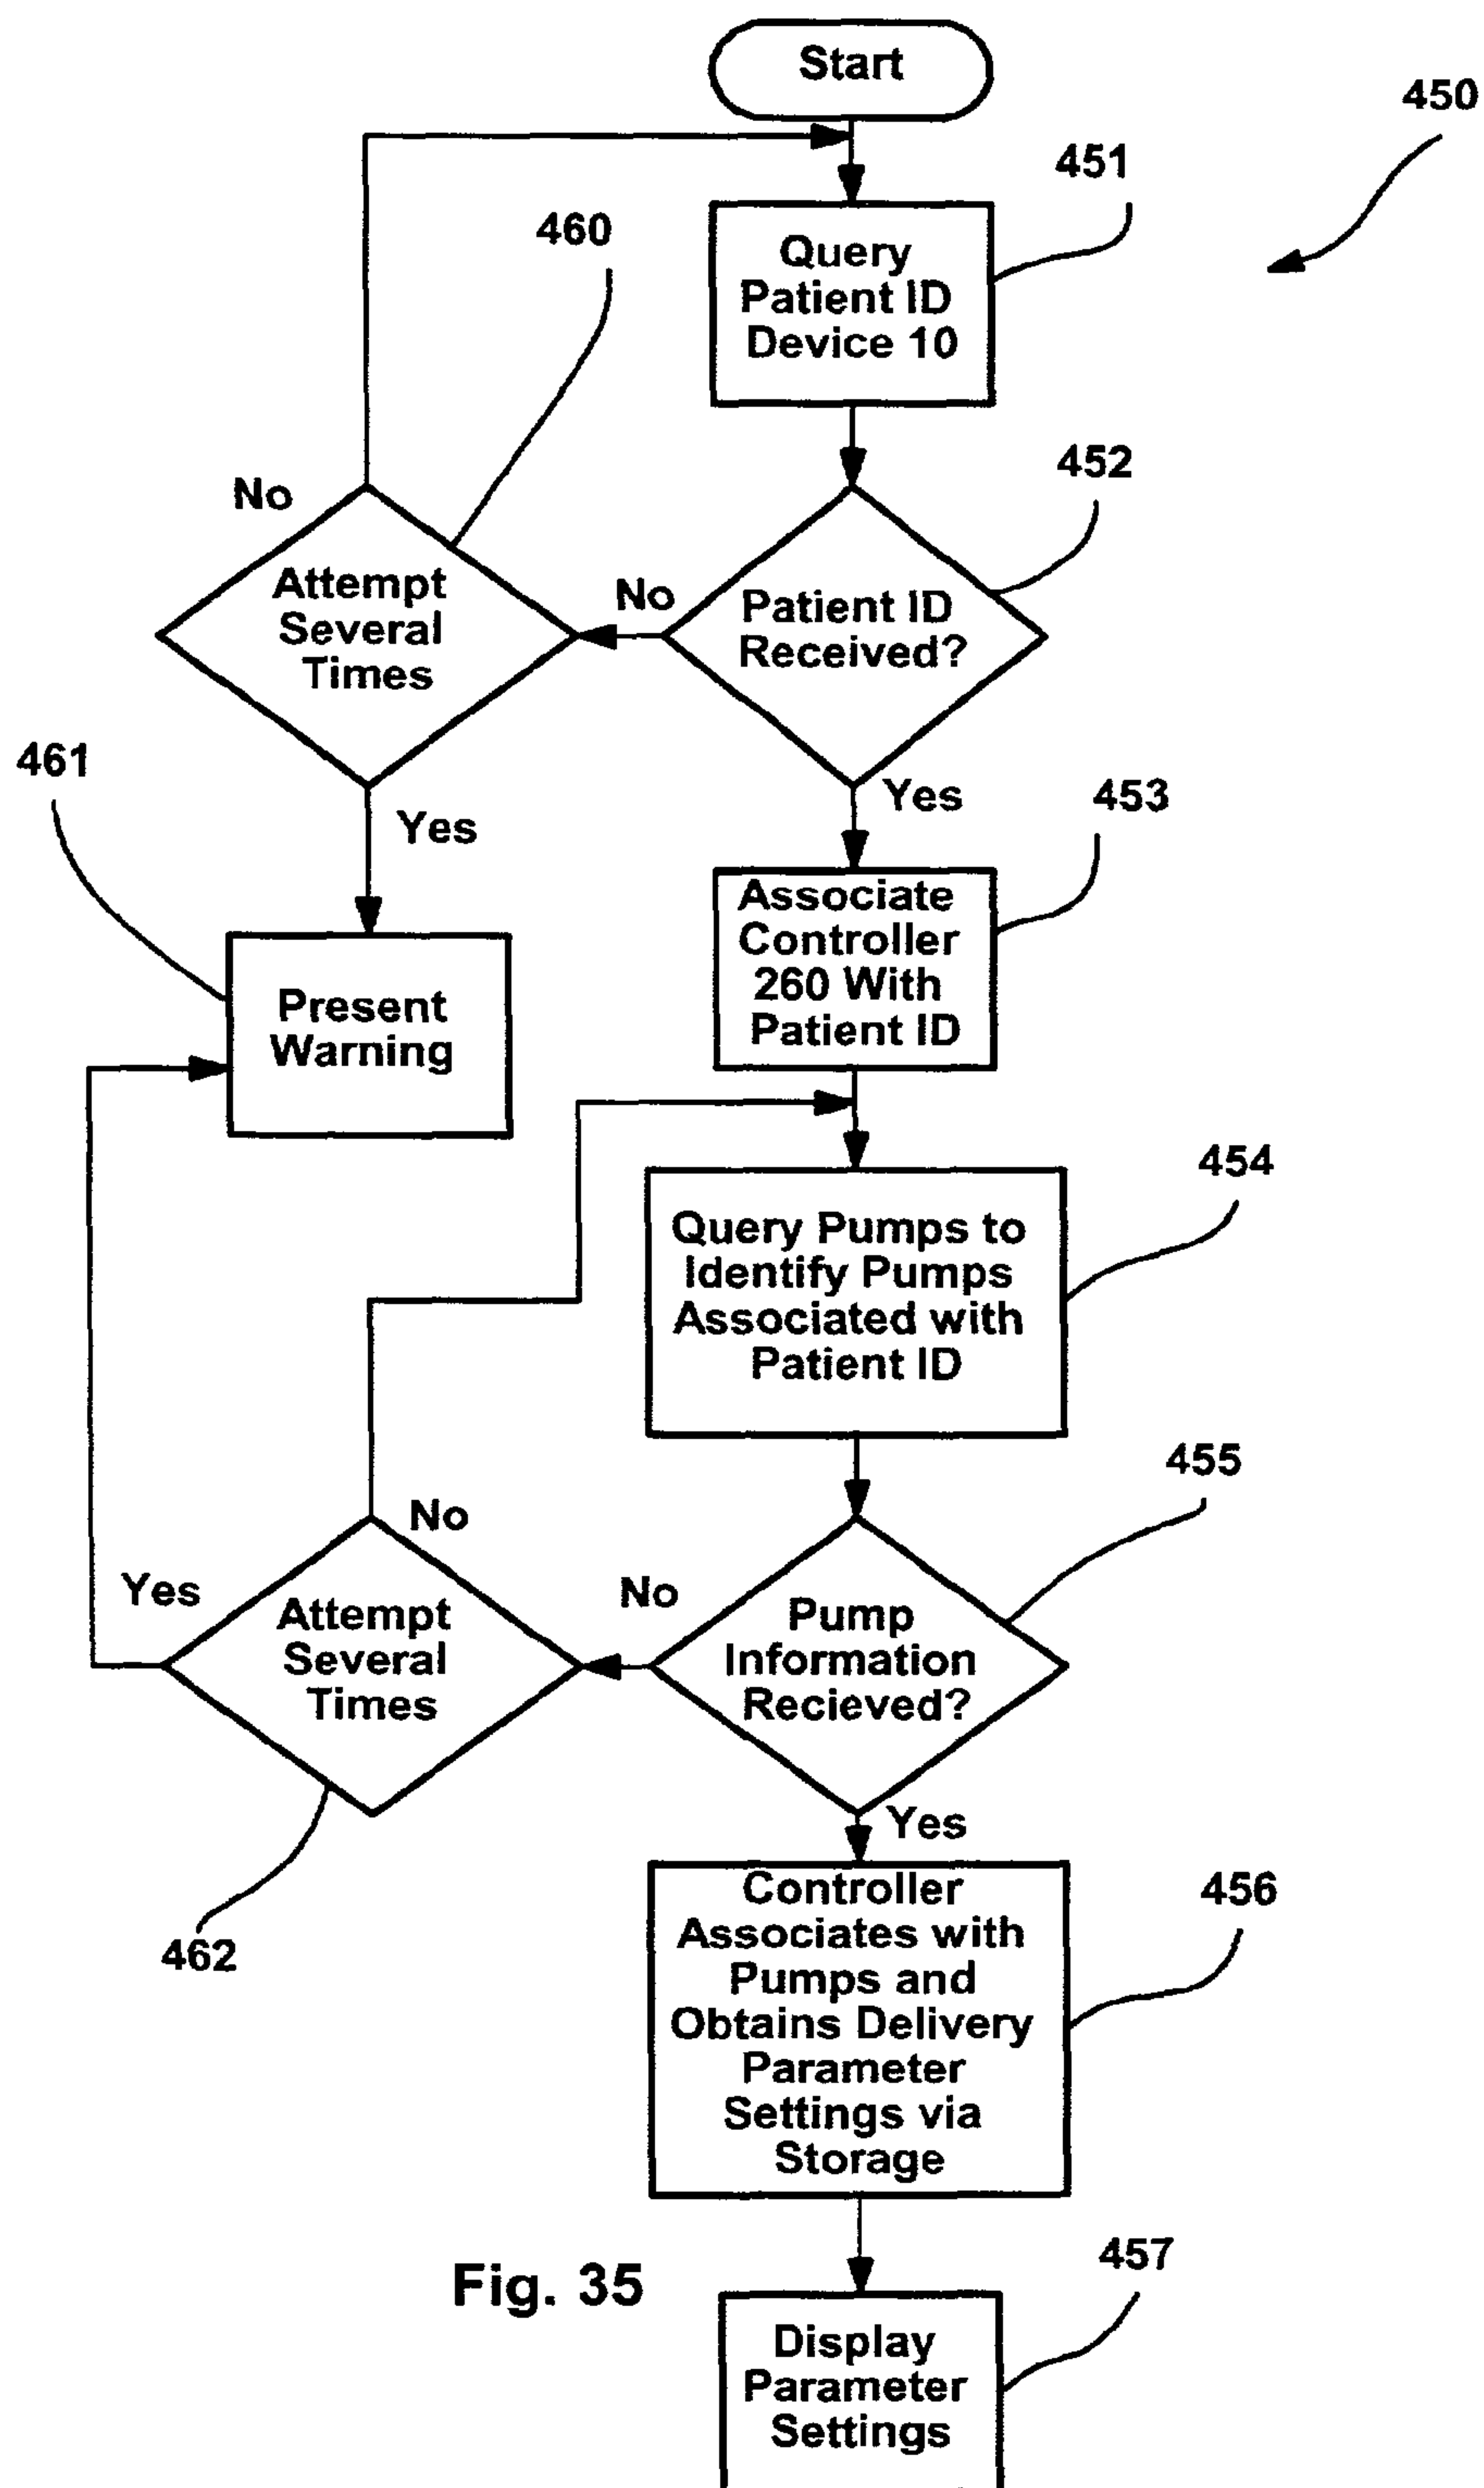 Start
450
451
Query
Patient ID
Device 10
460
452
No
Attempt
Several
Times
No
Patient ID
Received?
461
Yes
Yes
453
Associate
Controller
260 With
Patient ID
Present
Warning
454
Query Pumps to
Identify Pumps
Associated with
Patient ID
455
No
Yes
Attempt
Several
Times
No
Pump
Information
Recieved?
Yes
462
Controller
Associates with
Pumps and
Obtains Delivery
Parameter
Settings via
Storage
456
Fig. 35
457
Display
Parameter
Settings